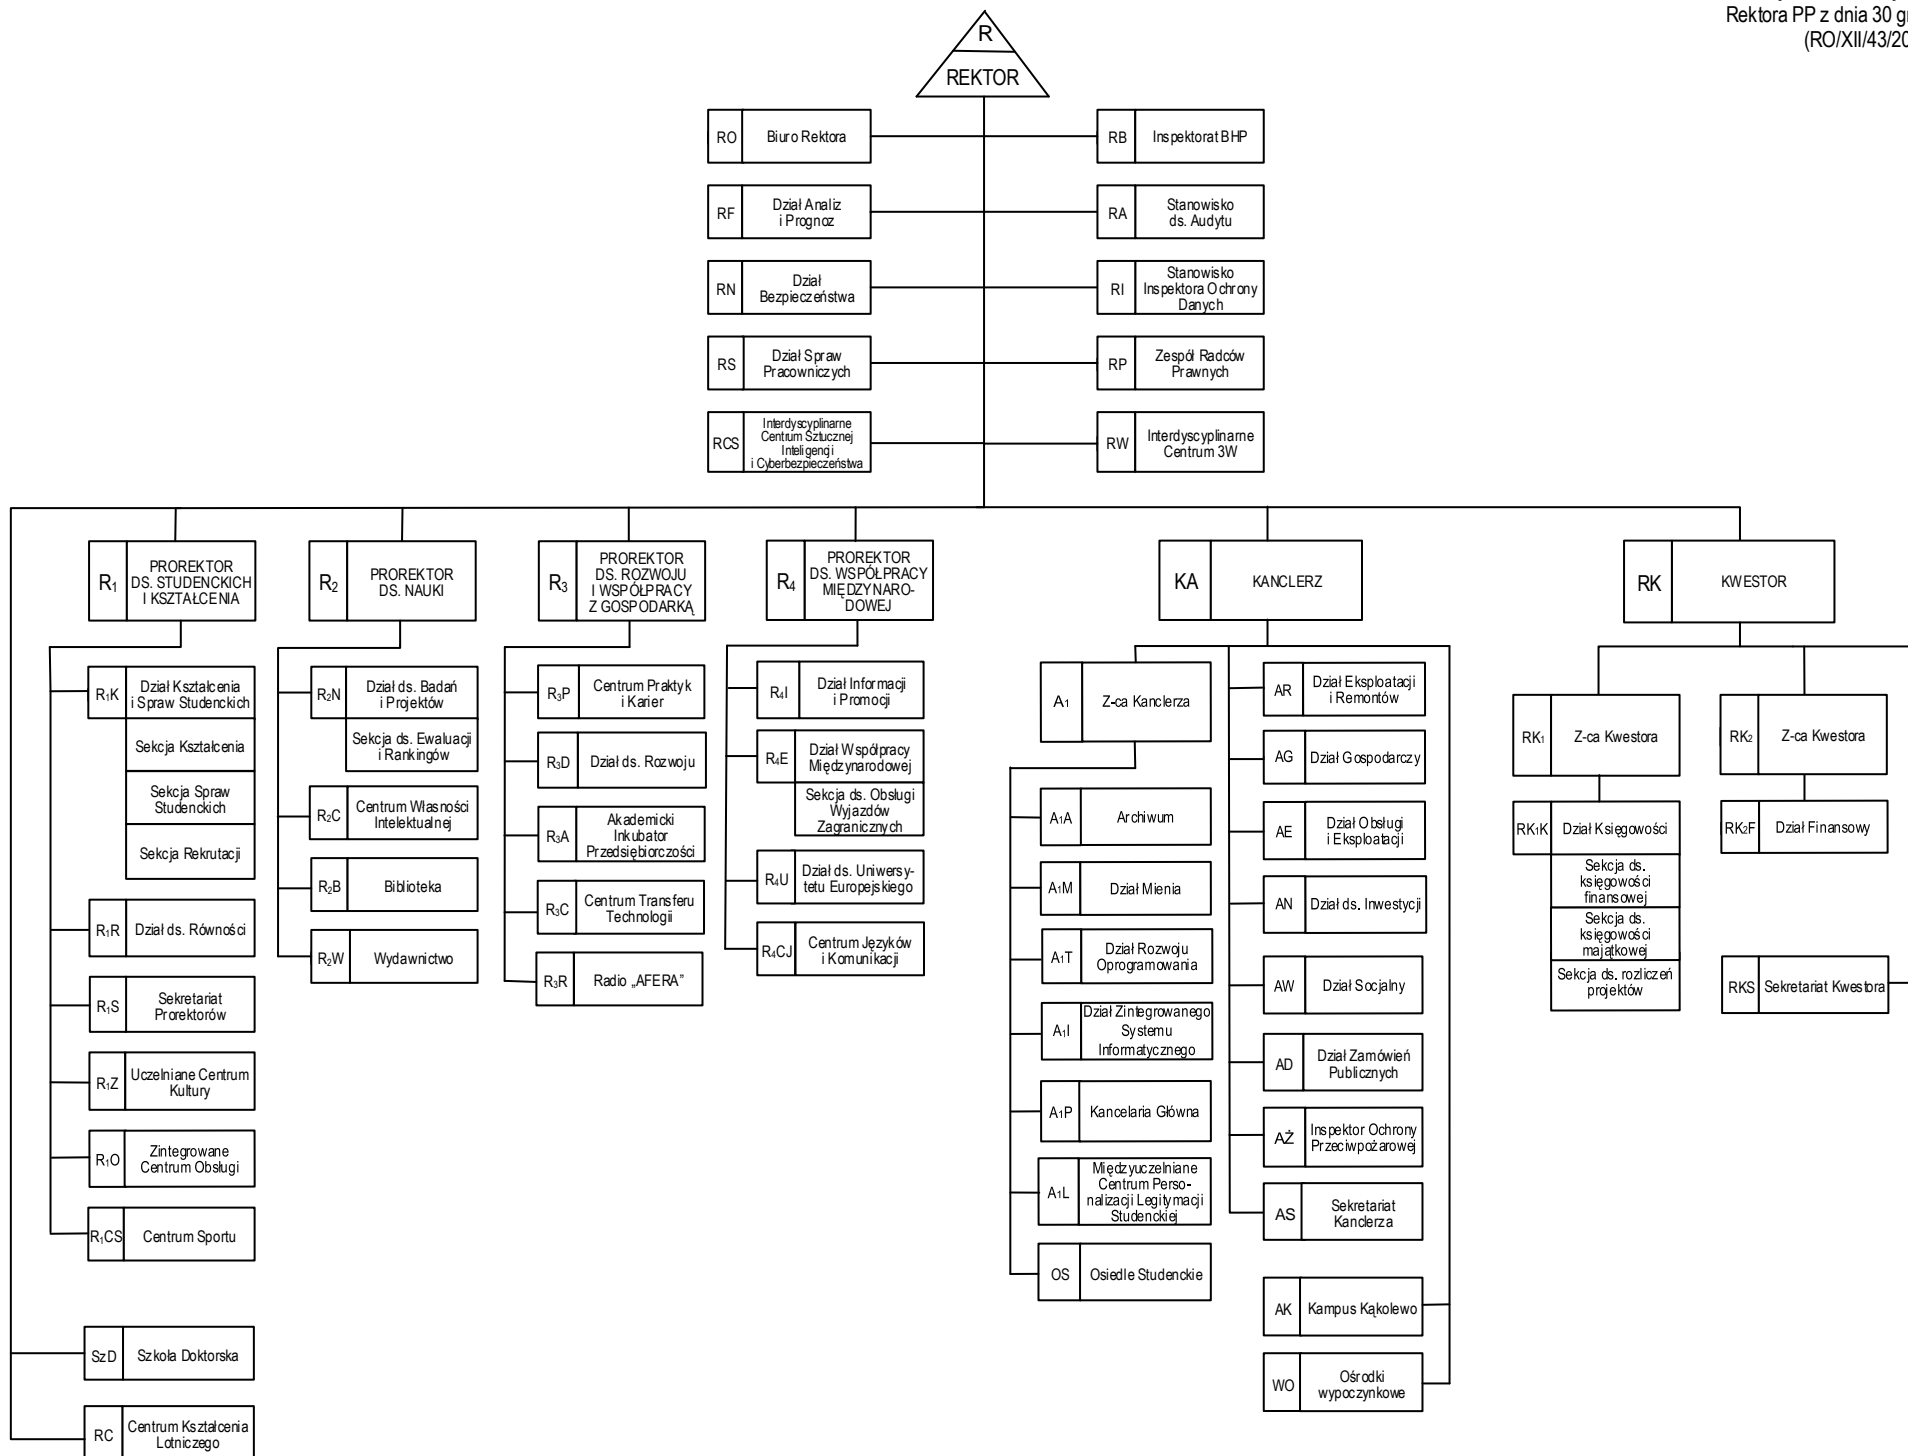 Rektora PP z dnia 30 gr
(RO/XII/43/20
R
REKTOR
RO
Biuro Rektora
RB
Inspektorat BHP
RF
Dział Analiz
i Prognoz
RA
Stanowisko
ds. Audytu
RN
Dział
Bezpieczeństwa
RI
Stanowisko
Inspektora Ochrony
Danych
RS
Dział Spraw
Pracowniczych
RP
Zespół Radców
Prawnych
RCS
Interdyscyplinarne
Centrum Sztucznej
Inteligencji
i Cyberbezpieczeństwa
RW
Interdyscyplinarne
Centrum 3W
R1
PROREKTOR
DS. STUDENCKICH
I KSZTAŁCENIA
R2
PROREKTOR
DS. NAUKI
R3
PROREKTOR
DS. ROZWOJU
I WSPÓŁPRACY
Z GOSPODARKĄ
R4
PROREKTOR
DS. WSPÓŁPRACY
MIĘDZYNARO-
DOWEJ
KA
KANCLERZ
RK
KWESTOR
R1K
Dział Kształcenia
i Spraw Studenckich
Sekcja Kształcenia
Sekcja Spraw
Studenckich
Sekcja Rekrutacji
R1R
Dział ds. Równości
R1S
Sekretariat
Prorektorów
R1Z
Uczelniane Centrum
Kultury
R1O
Zintegrowane
Centrum Obsługi
R1CS
Centrum Sportu
SzD
Szkoła Doktorska
RC
Centrum Kształcenia
Lotniczego
R2N
Dział ds. Badań
i Projektów
Sekcja ds. Ewaluacji
i Rankingów
R2C
Centrum Własności
Intelektualnej
R2B
Biblioteka
R2W
Wydawnictwo
R3P
Centrum Praktyk
i Karier
R3D
Dział ds. Rozwoju
R3A
Akademicki
Inkubator
Przedsiębiorczości
R3C
Centrum Transferu
Technologii
R3R
Radio „AFERA”
R4I
Dział Informacji
i Promocji
R4E
Dział Współpracy
Międzynarodowej
Sekcja ds. Obsługi
Wyjazdów
Zagranicznych
R4U
Dział ds. Uniwersy-
tetu Europejskiego
R4CJ
Centrum Języków
i Komunikacji
A1
Z-ca Kanclerza
A1A
Archiwum
A1M
Dział Mienia
A1T
Dział Rozwoju
Oprogramowania
A1I
Dział Zintegrowanego
Systemu
Informatycznego
A1P
Kancelaria Główna
A1L
Międzyuczelniane
Centrum Perso-
nalizacji Legitymacji
Studenckiej
OS
Osiedle Studenckie
AR
Dział Eksploatacji
i Remontów
AG
Dział Gospodarczy
AE
Dział Obsługi
i Eksploatacji
AN
Dział ds. Inwestycji
AW
Dział Socjalny
AD
Dział Zamówień
Publicznych
AŻ
Inspektor Ochrony
Przeciwpożarowej
AS
Sekretariat
Kanclerza
AK
Kampus Kąkolewo
WO
Ośrodki
wypoczynkowe
RK1
Z-ca Kwestora
RK1K
Dział Księgowości
Sekcja ds.
księgowości
finansowej
Sekcja ds.
księgowości
majątkowej
Sekcja ds. rozliczeń
projektów
RK2
Z-ca Kwestora
RK2F
Dział Finansowy
RKS
Sekretariat Kwestora